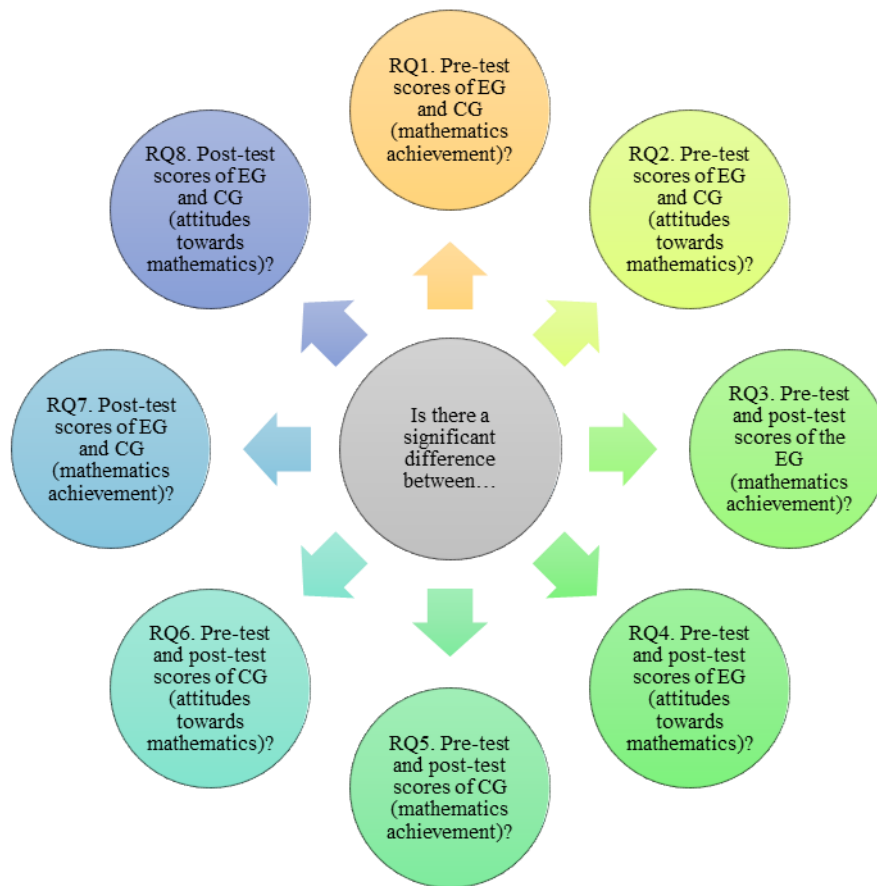 RQ1. Pre-test
scores of EG
and CG
(mathematics
achievement)?
RQ2. Pre-test
scores of EG
and CG
(attitudes
towards
mathematics)?
RQ3. Pre-test
and post-test
scores of the
EG
(mathematics
achievement)?
RQ4. Pre-test
and post-test
scores of EG
(attitudes
towards
mathematics)?
RQ5. Pre-test
and post-test
scores of CG
(mathematics
achievement)?
RQ6. Pre-test
and post-test
scores of CG
(attitudes
towards
mathematics)?
RQ7. Post-test
scores of EG
and CG
(mathematics
achievement)?
RQ8. Post-test
scores of EG
and CG
(attitudes
towards
mathematics)?
Is there a
significant
difference
between…